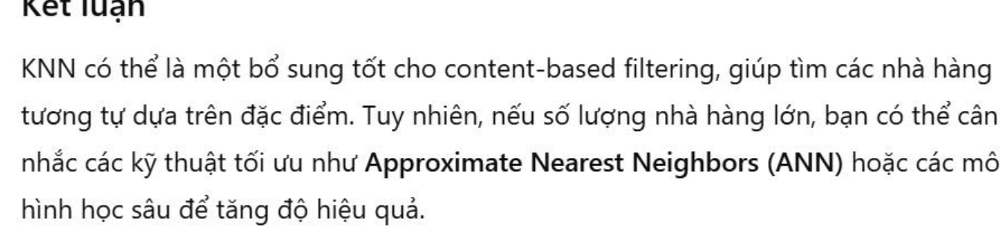 Kết luận
KNN có thể là một bổ sung tốt cho content-based filtering, giúp tìm các nhà hàng
tương tự dựa trên đặc điểm. Tuy nhiên, nếu số lượng nhà hàng lớn, bạn có thể cân
nhắc các kỹ thuật tối ưu như Approximate Nearest Neighbors (ANN) hoặc các mô
hình học sâu để tăng độ hiệu quả.